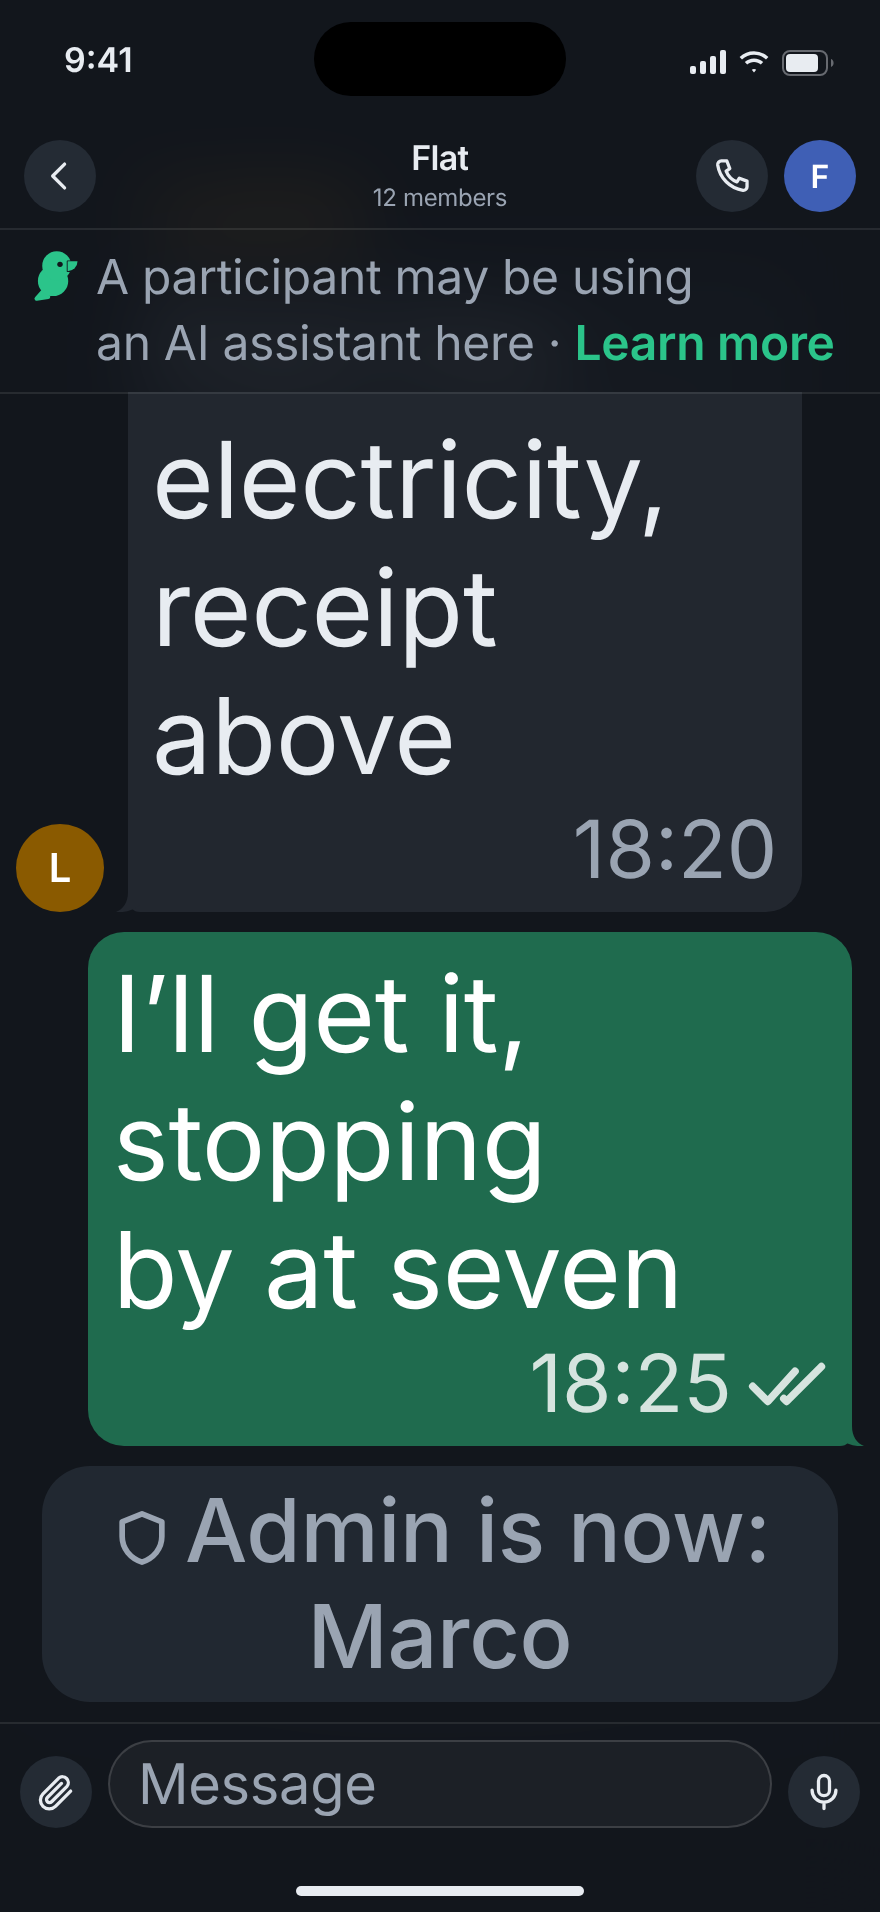 9:41
Flat
12 members
F
A participant may be using
an AI assistant here · Learn more
electricity,
receipt
above
18:20
L
I’ll get it,
stopping
by at seven
18:25
Admin is now:
Marco
Message